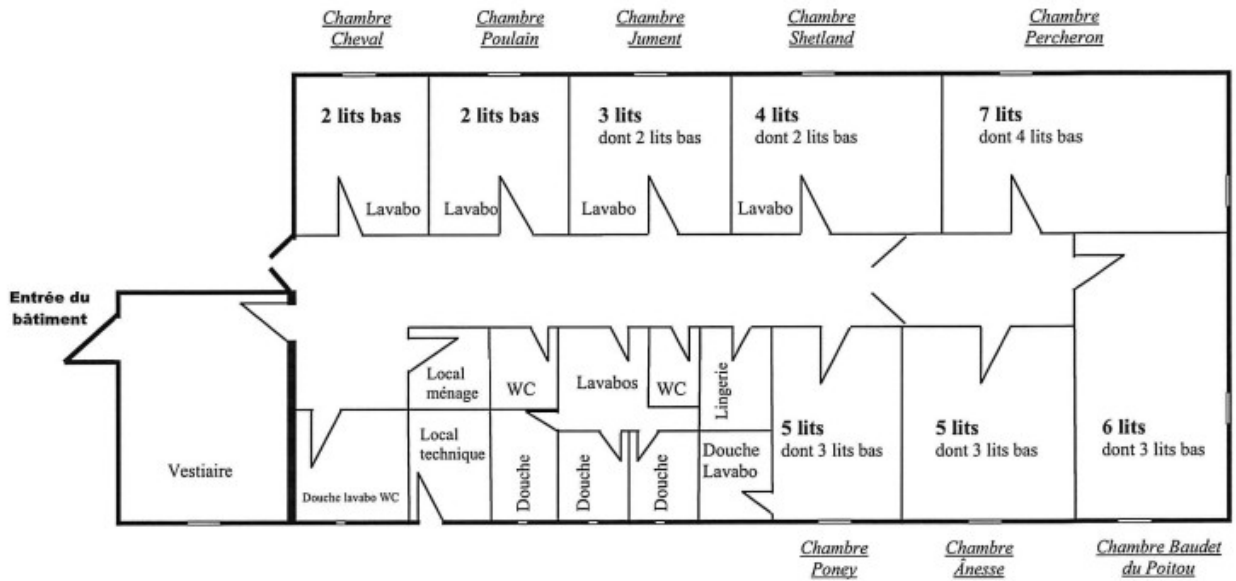 Chambre
Cheval
Chambre
Poulain
Chambre
Jument
Chambre
Shetland
Chambre
Percheron
2 lits bas
2 lits bas
3 lits
dont 2 lits bas
4 lits
dont 2 lits bas
7 lits
dont 4 lits bas
Lavabo
Lavabo
Lavabo
Lavabo
Entrée du
bâtiment
Vestiaire
Douche lavabo WC
Local
ménage
Local
technique
WC
Lavabos
WC
Lingerie
Douche
Douche
Douche
Douche
Lavabo
5 lits
dont 3 lits bas
5 lits
dont 3 lits bas
6 lits
dont 3 lits bas
Chambre
Poney
Chambre
Ânesse
Chambre Baudet
du Poitou